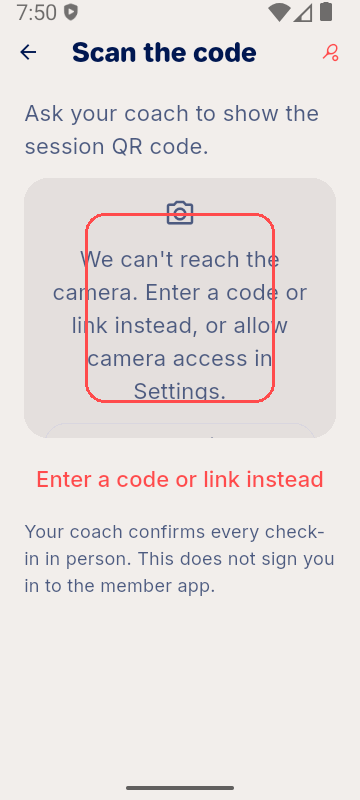 7:50
Scan the code
Ask your coach to show the
session QR code.
We can't reach the
camera. Enter a code or
link instead, or allow
camera access in
Settings.
Enter a code or link instead
Your coach confirms every check-
in in person. This does not sign you
in to the member app.